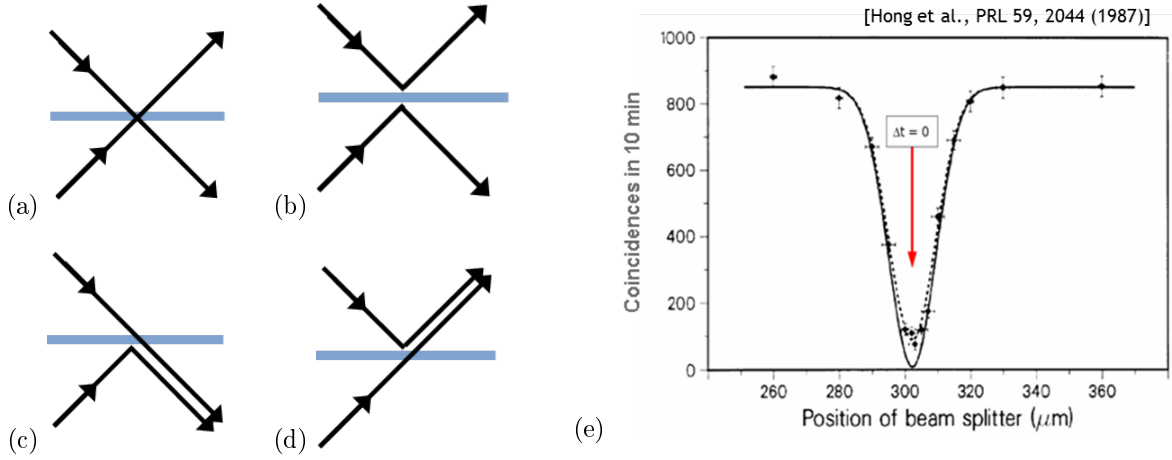 [Hong et al., PRL 59, 2044 (1987)]
(a)
(b)
(c)
(d)
(e)
1000
800
600
400
200
0
Coincidences in 10 min
Δt = 0
260 280 300 320 340 360
Position of beam splitter (μm)